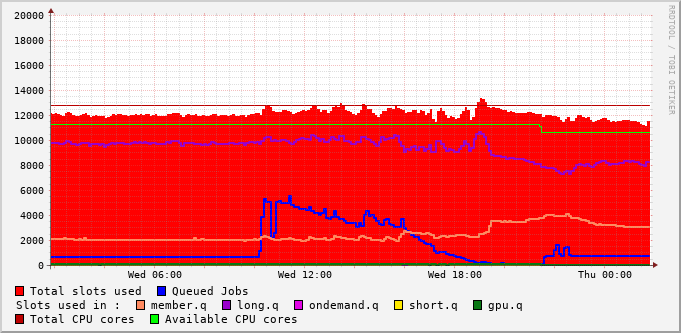 RRDTOOL / TOBI OETIKER
20000
18000
16000
14000
12000
10000
8000
6000
4000
2000
0
Wed 06:00 Wed 12:00 Wed 18:00 Thu 00:00
Total slots used Queued Jobs
Slots used in : member.q long.q ondemand.q short.q gpu.q
Total CPU cores Available CPU cores